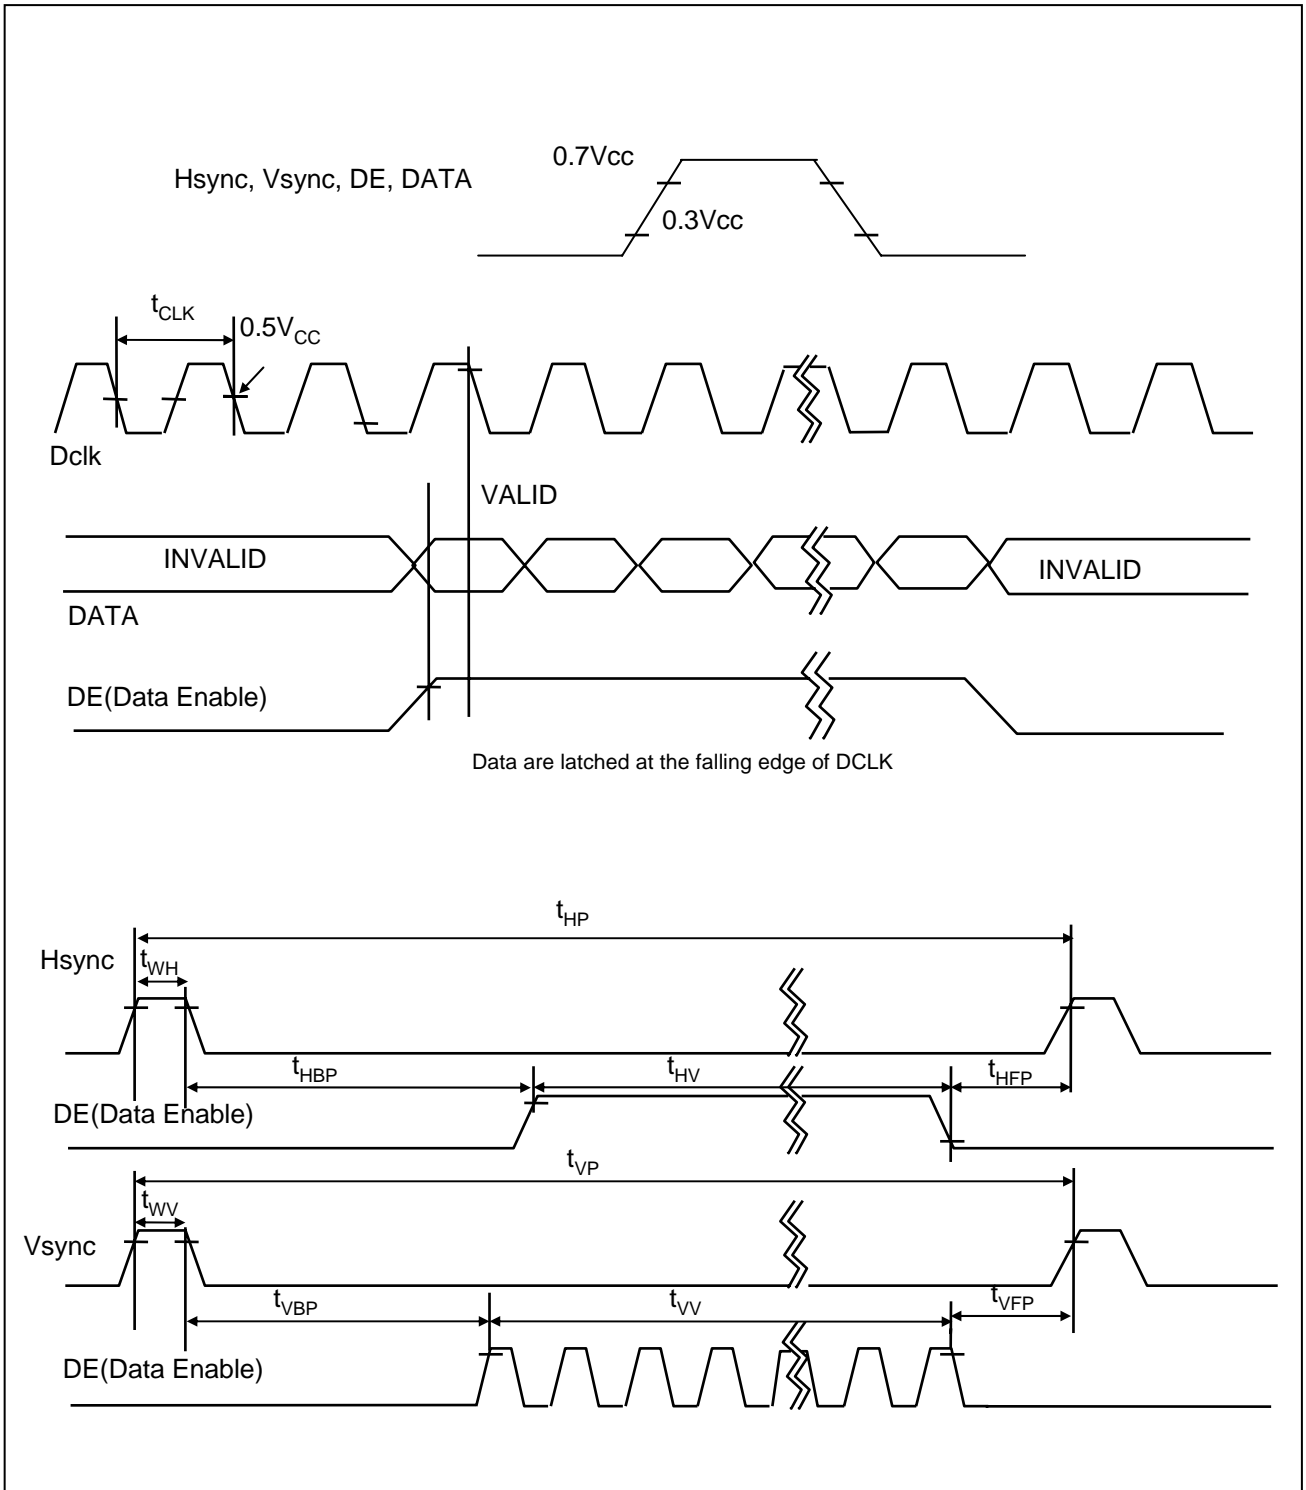 0.7Vcc
Hsync, Vsync, DE, DATA
0.3Vcc
tCLK
0.5VCC
Dclk
VALID
INVALID
INVALID
DATA
DE(Data Enable)
Data are latched at the falling edge of DCLK
tHP
Hsync
tWH
tHBP
tHV
tHFP
DE(Data Enable)
tVP
tWV
Vsync
tVBP
tVV
tVFP
DE(Data Enable)